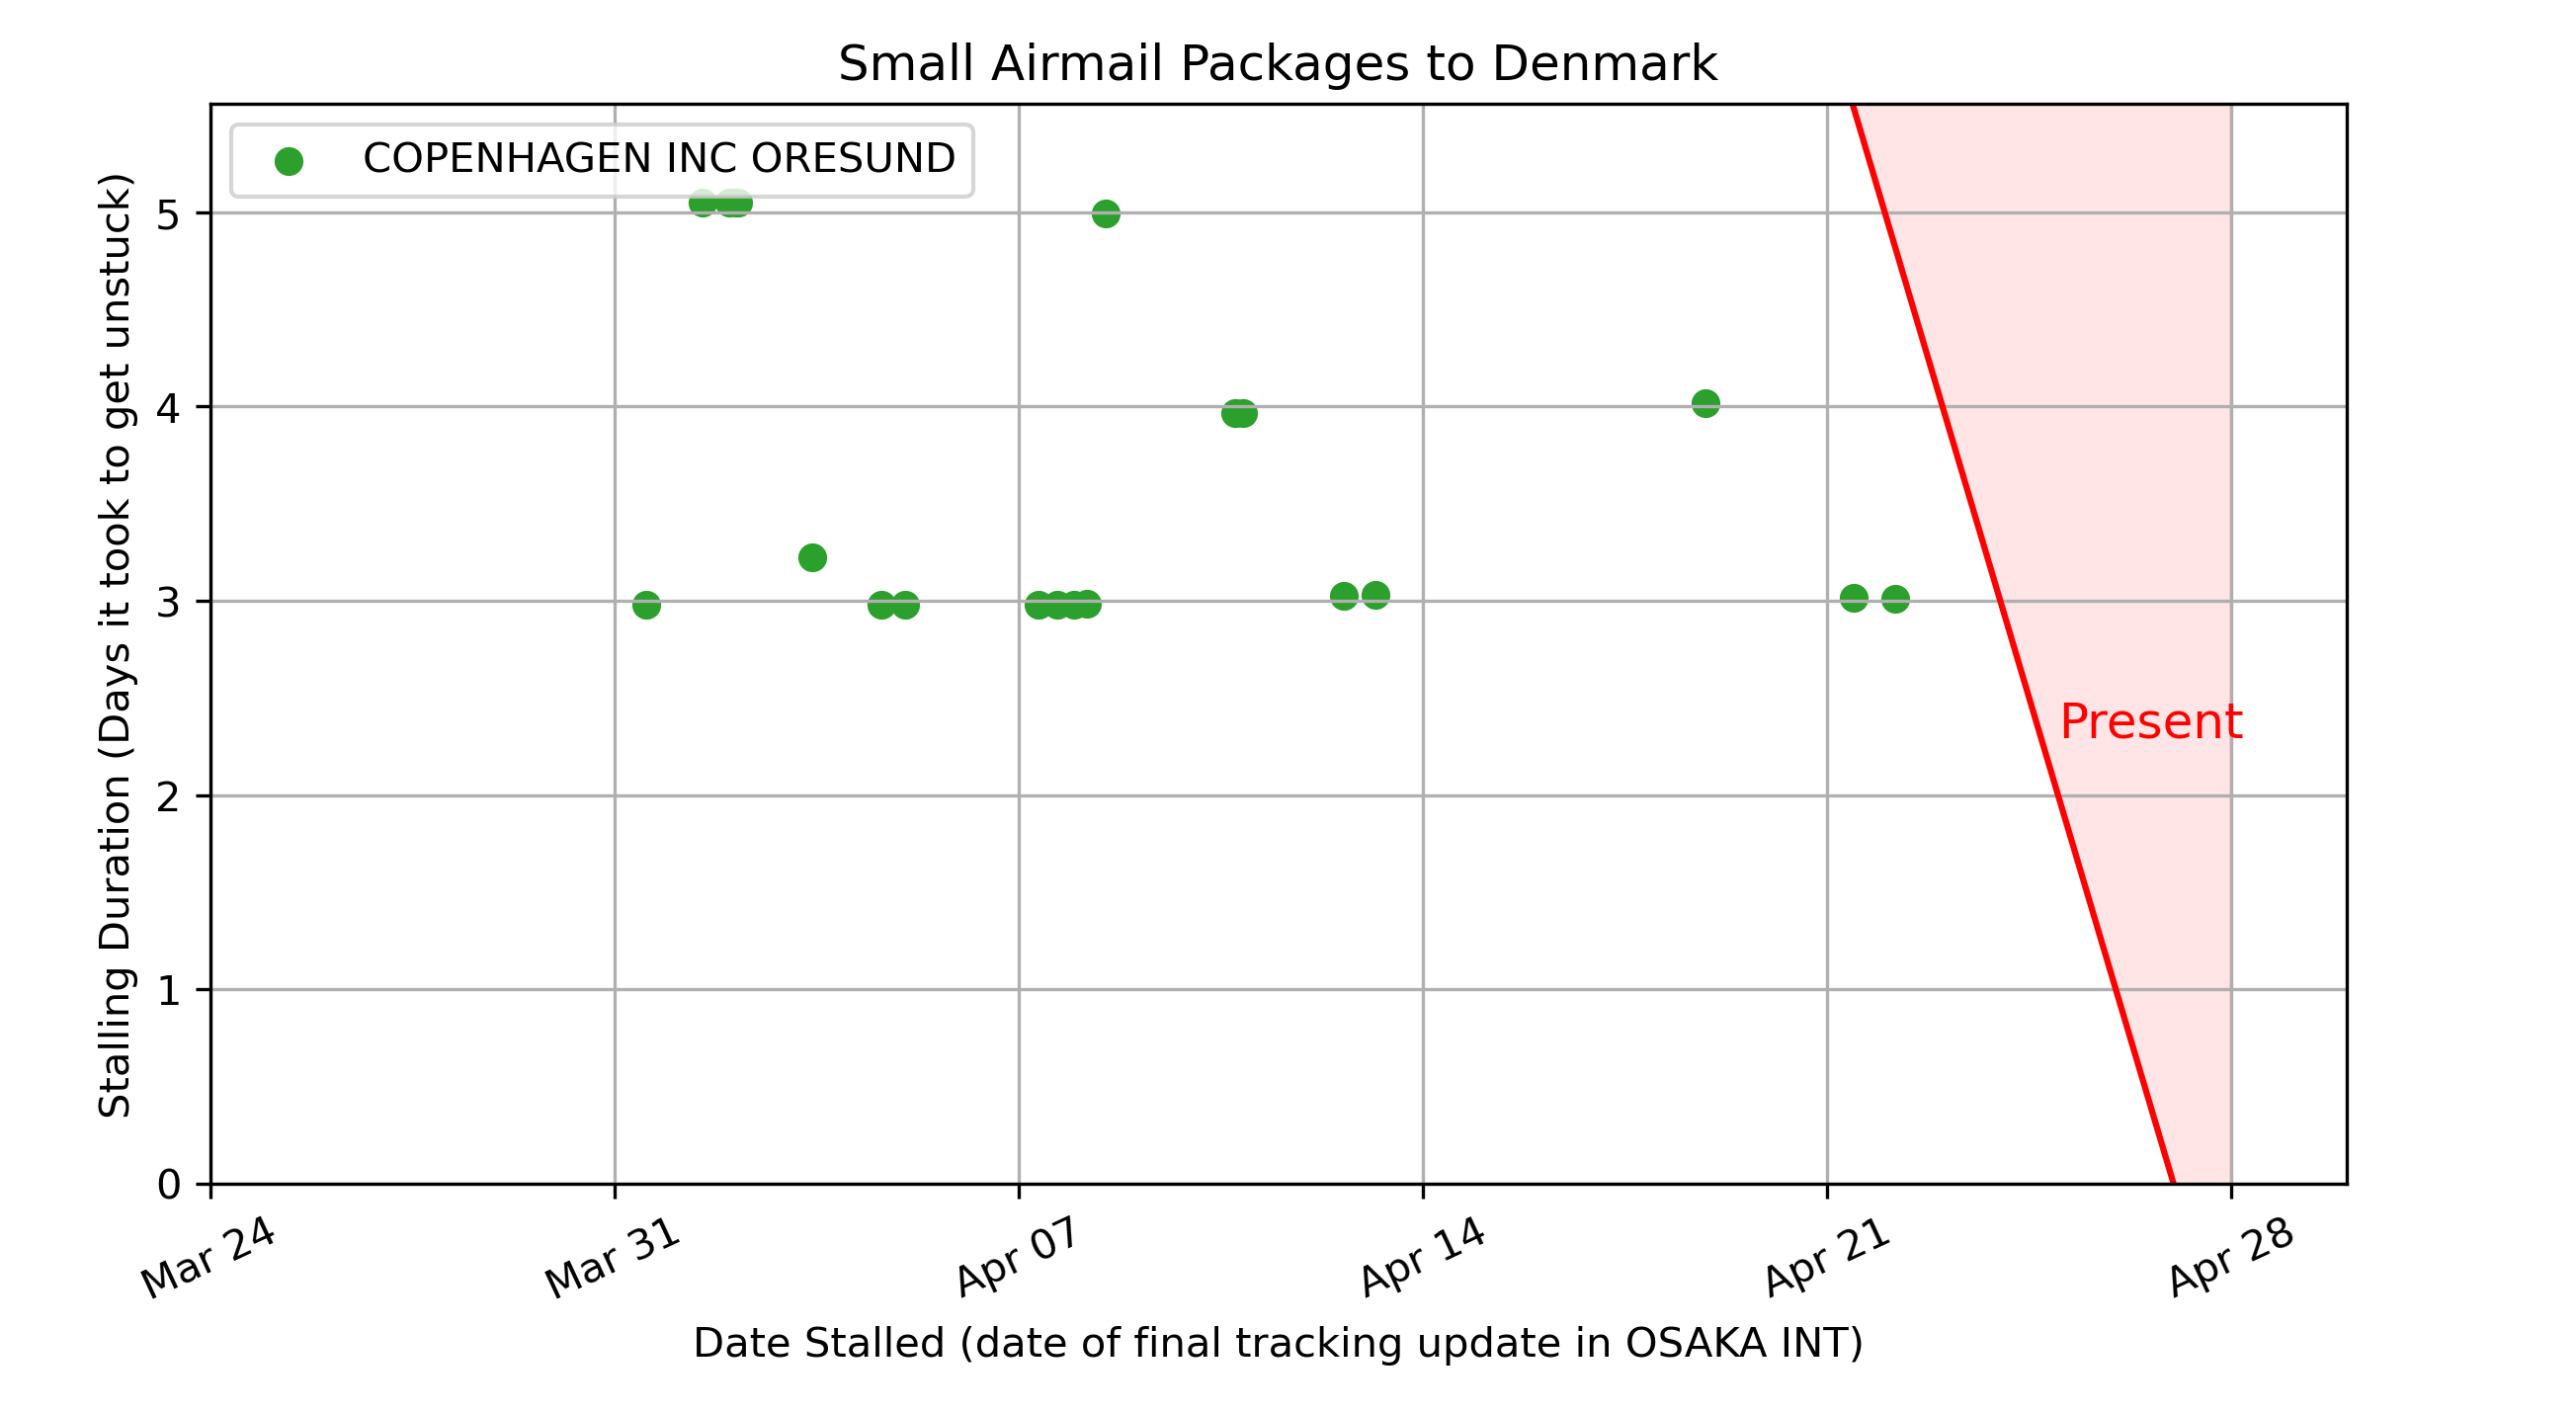 Small Airmail Packages to Denmark
COPENHAGEN INC ORESUND
Stalling Duration (Days it took to get unstuck)
5
4
3
2
1
0
Present
Mar 24
Mar 31
Apr 07
Apr 14
Apr 21
Apr 28
Date Stalled (date of final tracking update in OSAKA INT)